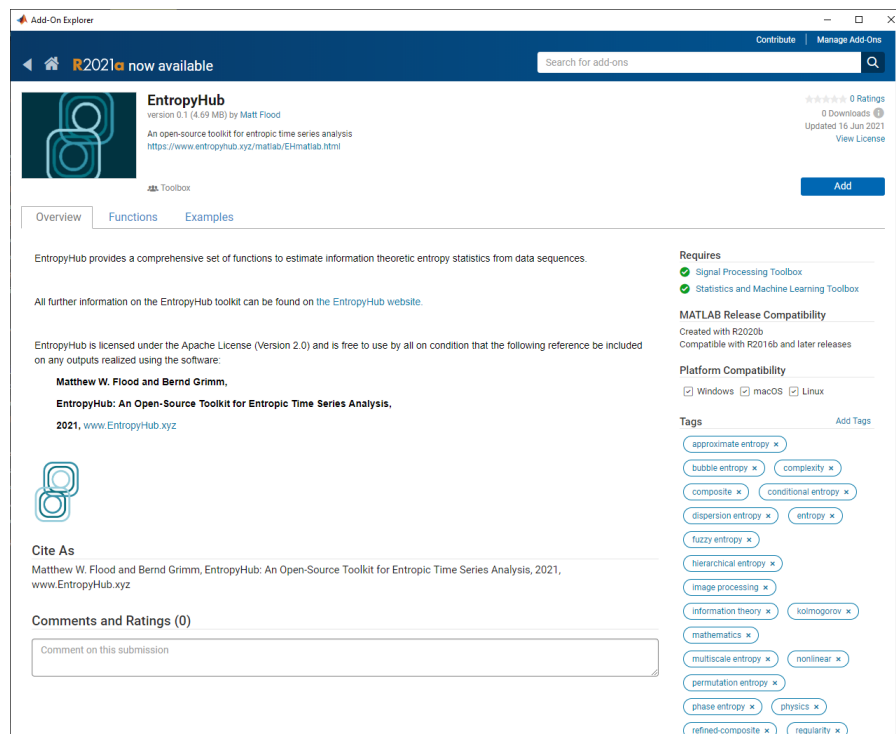 Add-On Explorer
Contribute | Manage Add-Ons
R2021a now available
Search for add-ons
EntropyHub
version 0.1 (4.69 MB) by Matt Flood
An open-source toolkit for entropic time series analysis
https://www.entropyhub.xyz/matlab/EHmatlab.html
Toolbox
0 Ratings
0 Downloads
Updated 16 Jun 2021
View License
Add
Overview Functions Examples
EntropyHub provides a comprehensive set of functions to estimate information theoretic entropy statistics from data sequences.
All further information on the EntropyHub toolkit can be found on the EntropyHub website.
EntropyHub is licensed under the Apache License (Version 2.0) and is free to use by all on condition that the following reference be included
on any outputs realized using the software:
Matthew W. Flood and Bernd Grimm,
EntropyHub: An Open-Source Toolkit for Entropic Time Series Analysis,
2021, www.EntropyHub.xyz
Cite As
Matthew W. Flood and Bernd Grimm, EntropyHub: An Open-Source Toolkit for Entropic Time Series Analysis, 2021,
www.EntropyHub.xyz
Comments and Ratings (0)
Comment on this submission
Requires
Signal Processing Toolbox
Statistics and Machine Learning Toolbox
MATLAB Release Compatibility
Created with R2020b
Compatible with R2016b and later releases
Platform Compatibility
Windows macOS Linux
Tags Add Tags
approximate entropy ×
bubble entropy × complexity ×
composite × conditional entropy ×
dispersion entropy × entropy ×
fuzzy entropy ×
hierarchical entropy ×
image processing ×
information theory × kolmogorov ×
mathematics ×
multiscale entropy × nonlinear ×
permutation entropy ×
phase entropy × physics ×
refined-composite × regularity ×